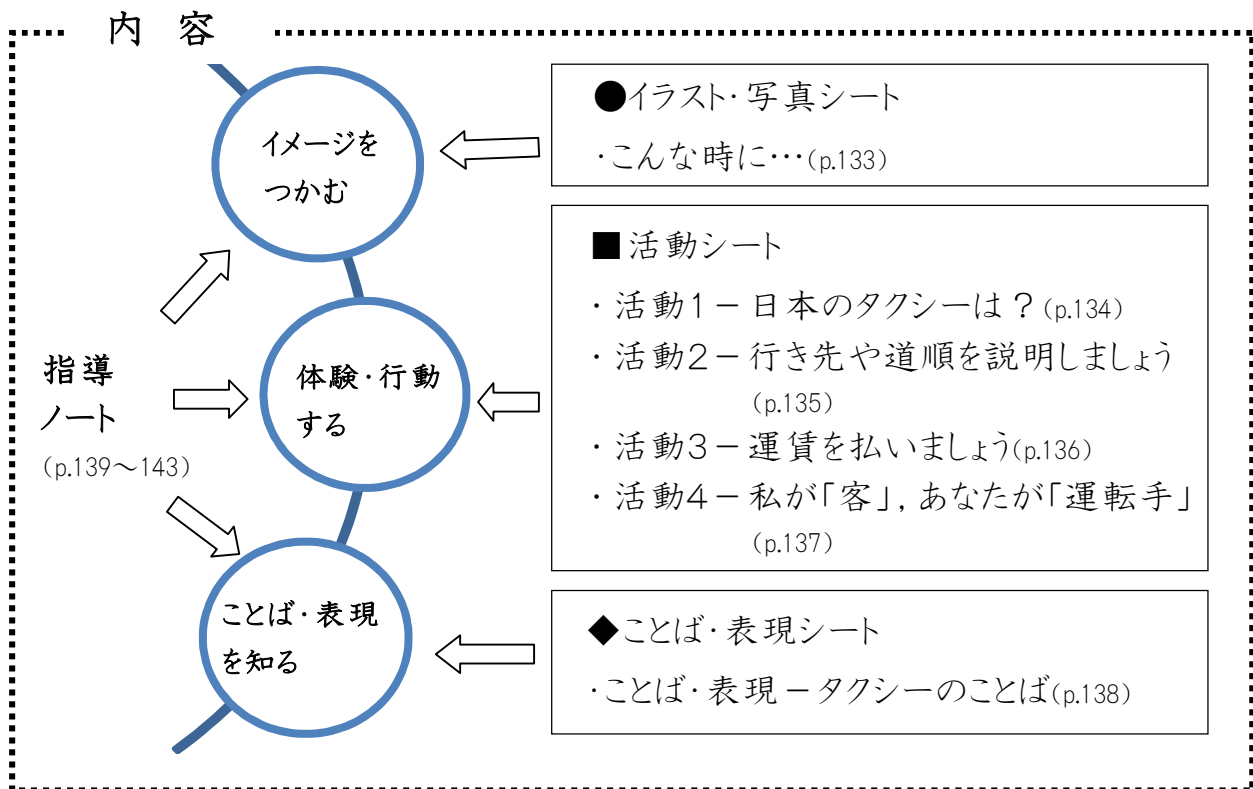 内 容
イメージを
つかむ
●イラスト・写真シート
・こんな時に…(p.133)
指導
ノート
(p.139～143)
体験・行動
する
■活動シート
・活動1－日本のタクシーは？(p.134)
・活動2－行き先や道順を説明しましょう
(p.135)
・活動3－運賃を払いましょう(p.136)
・活動4－私が「客」，あなたが「運転手」
(p.137)
ことば・表現
を知る
◆ことば・表現シート
・ことば・表現－タクシーのことば(p.138)